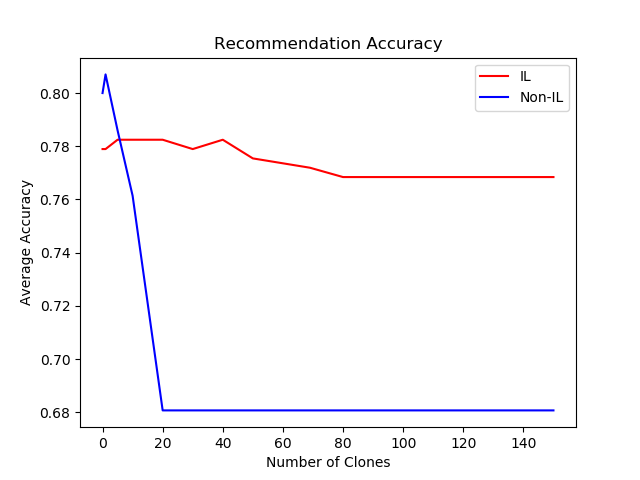 Recommendation Accuracy
IL
Non-IL
Average Accuracy
0.80
0.78
0.76
0.74
0.72
0.70
0.68
0 20 40 60 80 100 120 140
Number of Clones